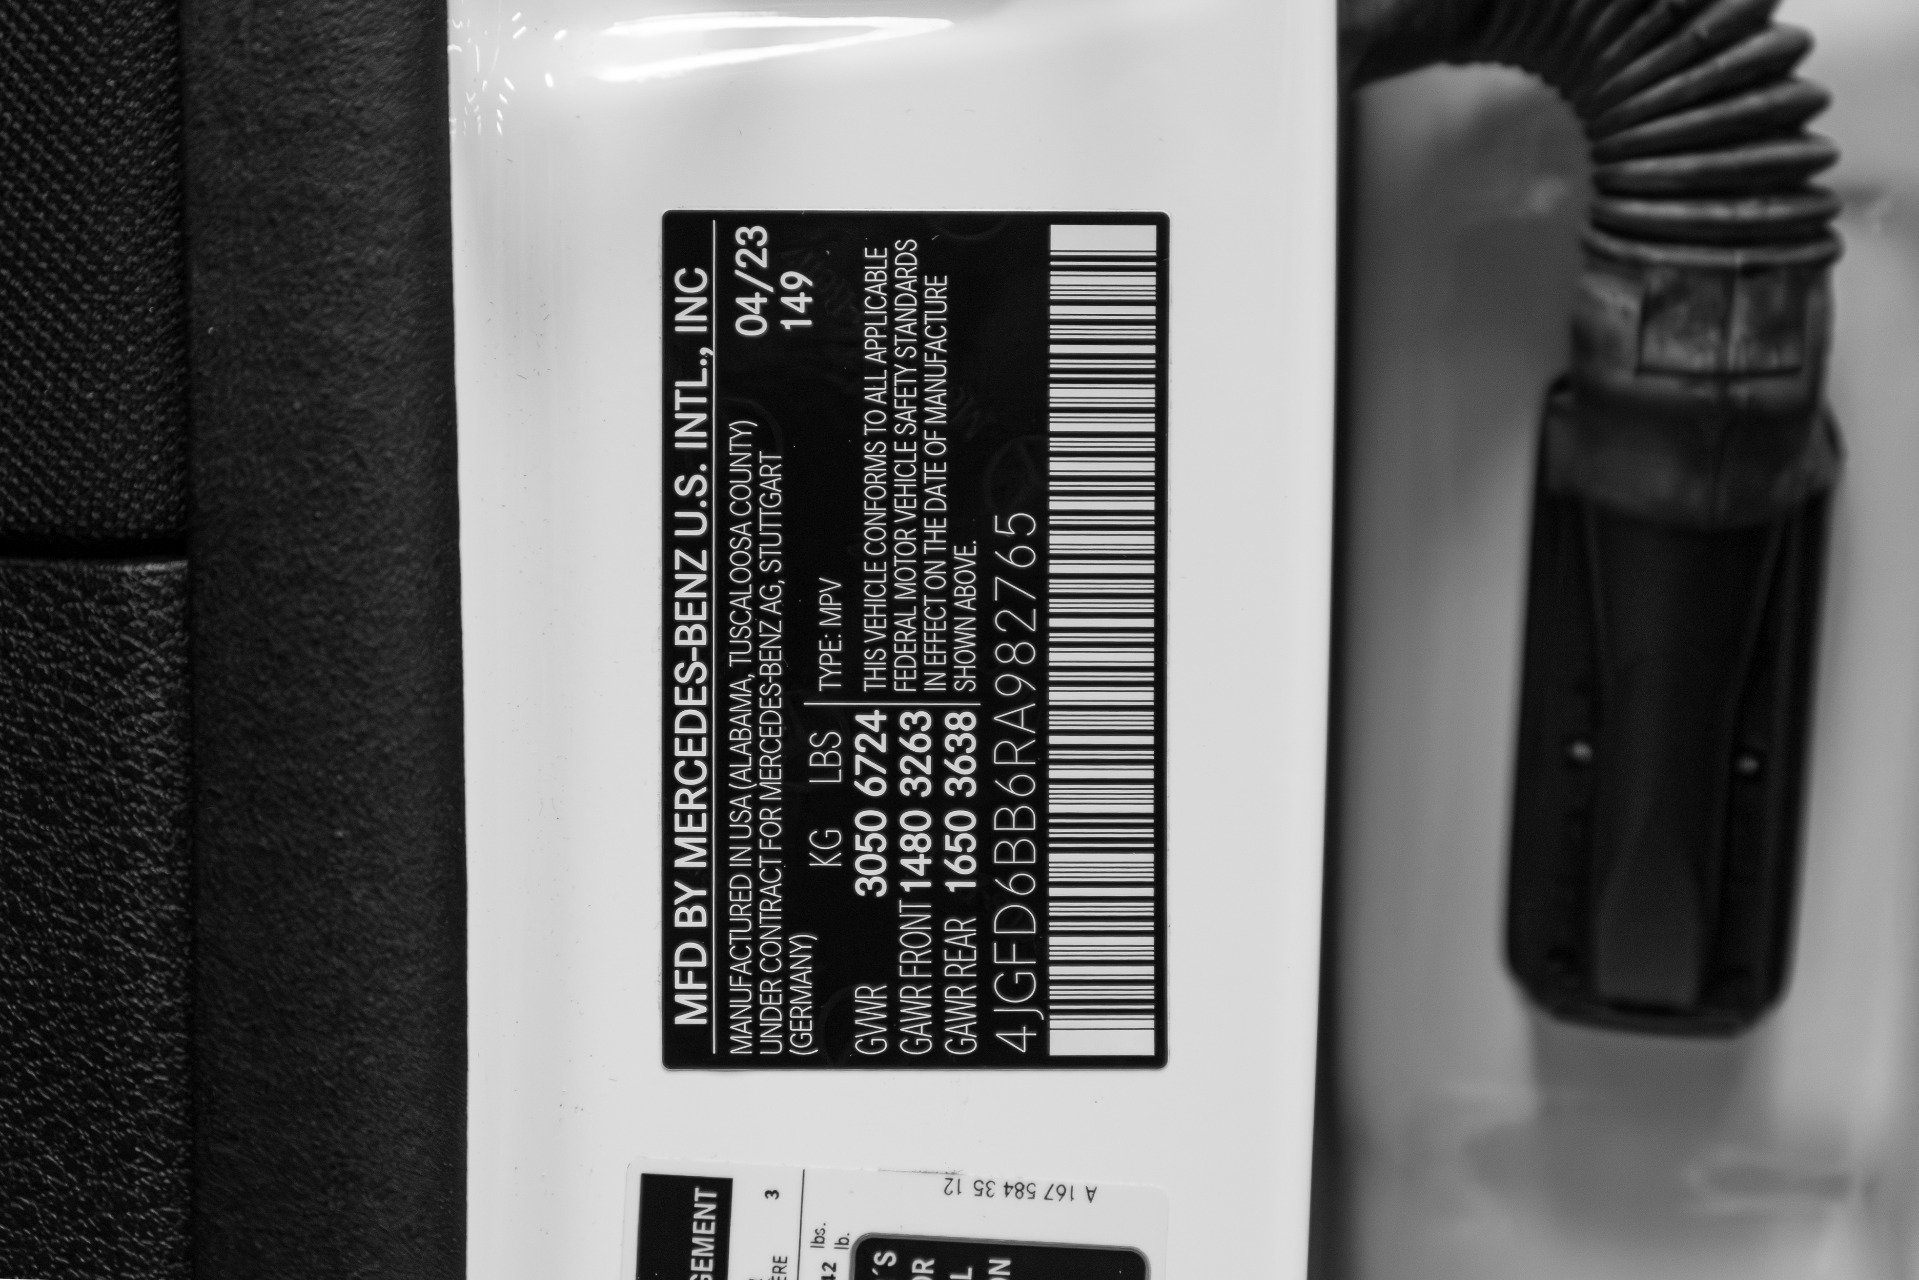 MFD BY MERCEDES-BENZ U.S. INTL., INC
MANUFACTURED IN USA (ALABAMA, TUSCALOOSA COUNTY)
UNDER CONTRACT FOR MERCEDES-BENZ AG, STUTTGART
(GERMANY)
04/23
149
KG LBS TYPE: MPV
GVWR 3050 6724
GAWR FRONT 1480 3263
GAWR REAR 1650 3638
THIS VEHICLE CONFORMS TO ALL APPLICABLE
FEDERAL MOTOR VEHICLE SAFETY STANDARDS
IN EFFECT ON THE DATE OF MANUFACTURE
SHOWN ABOVE.
4JGFD6BB6RA982765
A 167 584 35 12
3
lbs.
lb.